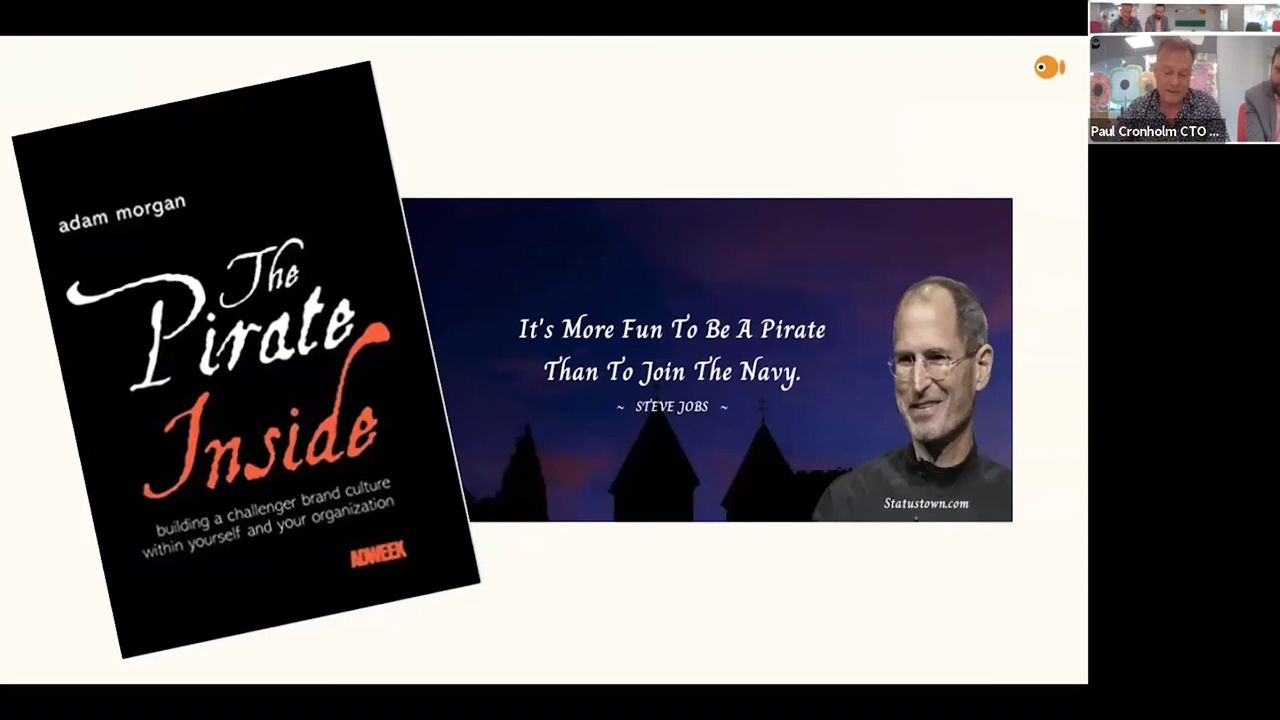 adam morgan
The
Pirate
Inside
building a challenger brand culture
within yourself and your organization
ADWEEK
It's More Fun To Be A Pirate
Than To Join The Navy.
~ STEVE JOBS ~
Statustown.com
Paul Cronholm CTO ...